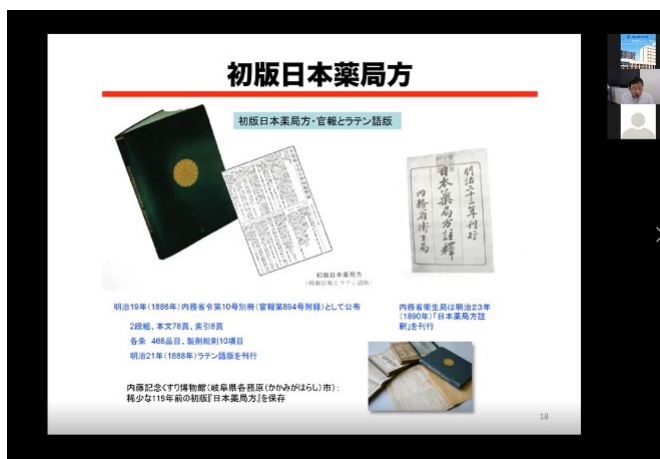 初版日本薬局方
初版日本薬局方・官報とラテン語版
明治二十三年刊行
日本薬局方註釋
内務省衛生局
初版日本薬局方
明治19年(1886年)内務省令第10号別冊(官報第894号附録)として公布
2段組、本文78頁、索引8頁
各条 468品目、製剤総則10項目
明治21年(1888年)ラテン語版を刊行
内務省衛生局は明治23年
(1890年)「日本薬局方註
釈」を刊行
内藤記念くすり博物館(岐阜県各務原(かかみがはらし)市):
稀少な119年前の初版『日本薬局方』を保存
18